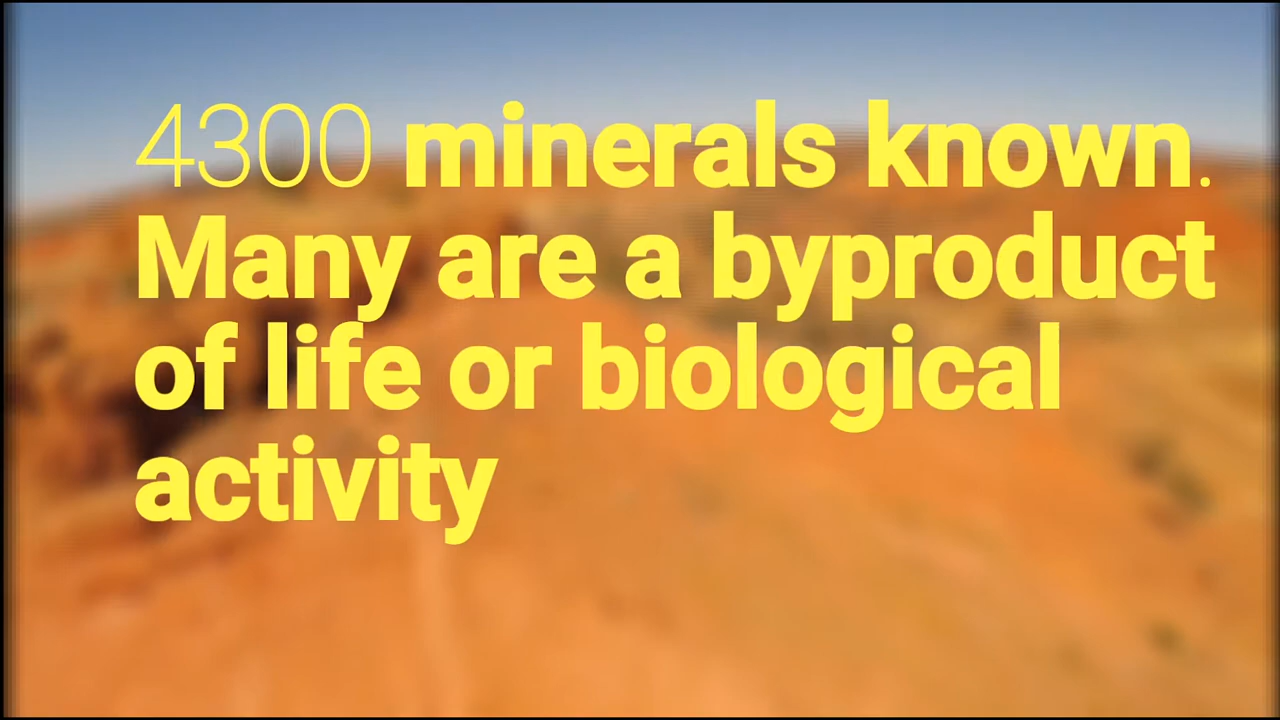 4300 minerals known.
Many are a byproduct
of life or biological
activity